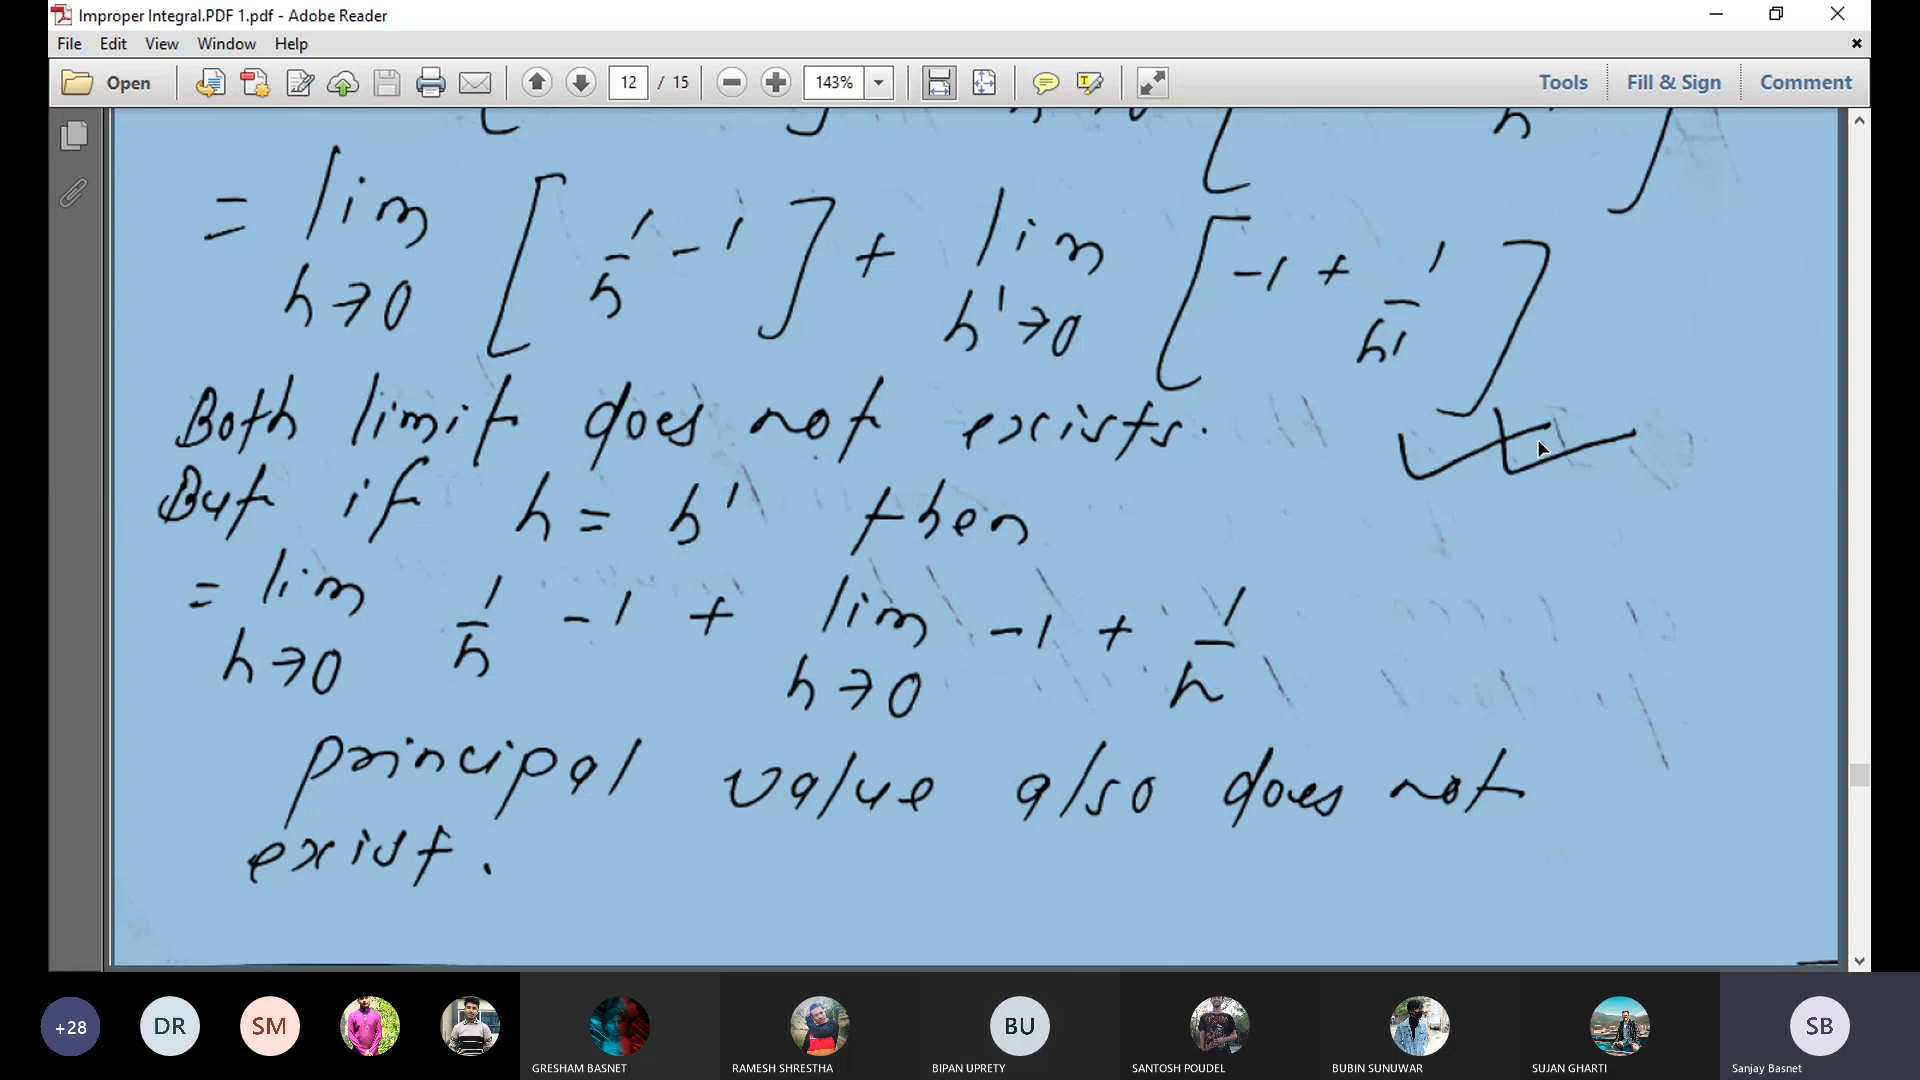 Improper Integral.PDF 1.pdf - Adobe Reader
File Edit View Window Help
Open 12 / 15 143% Tools Fill & Sign Comment
= lim [ 1/h - 1 ] + lim [ -1 + 1/h' ]
h→0 h'→0
Both limit does not exists.
But if h = h' then
= lim 1/h - 1 + lim -1 + 1/h
h→0 h→0
principal value also does not
exist.
+28 DR SM BU SB
GRESHAM BASNET RAMESH SHRESTHA BIPAN UPRETY SANTOSH POUDEL BUBIN SUNUWAR SUJAN GHARTI Sanjay Basnet